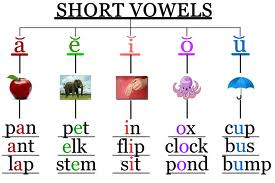 SHORT VOWELS
ă ĕ ĭ ŏ ŭ
pan pet in ox cup
ant elk flip clock bus
lap stem sit pond bump